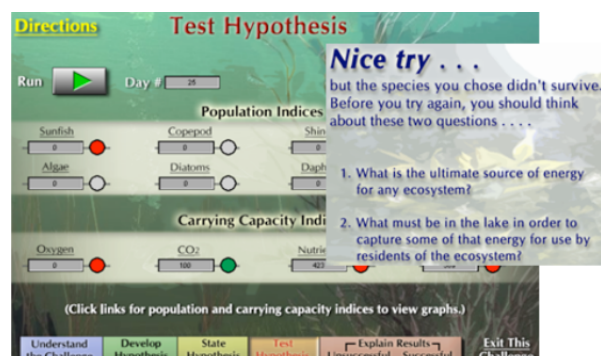 Directions
Test Hypothesis
Run
Day #
Population Indices
Sunfish
Copepod
0
0
Algae
Diatoms
0
0
Carrying Capacity
Oxygen
CO2
0
100
(Click links for population and carrying capacity indices to view graphs.)
Understand
Develop
State
Test
Explain Results
Exit This
Hypothesis
Hypothesis
Hypothesis
Challenge
Nice try . . .
but the species you chose didn't survive.
Before you try again, you should think
about these two questions . . . .
1. What is the ultimate source of energy
for any ecosystem?
2. What must be in the lake in order to
capture some of that energy for use by
residents of the ecosystem?